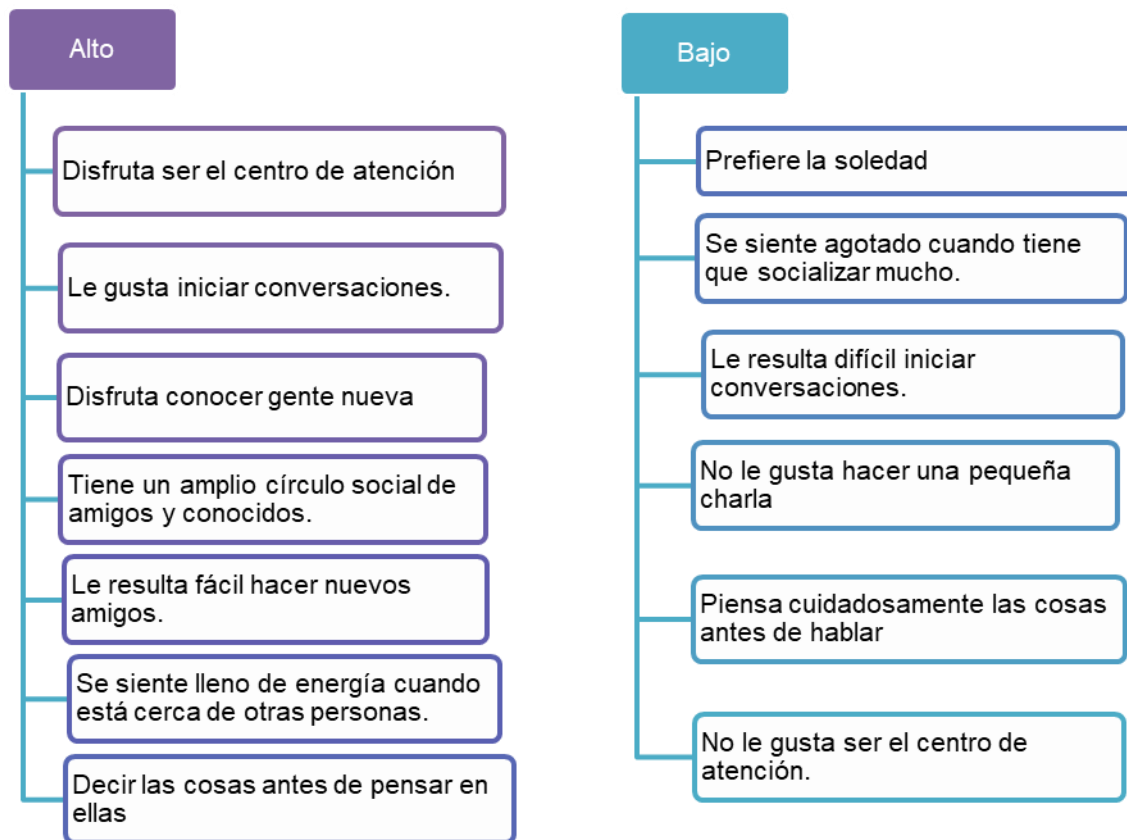 Alto
Disfruta ser el centro de atención
Le gusta iniciar conversaciones.
Disfruta conocer gente nueva
Tiene un amplio círculo social de
amigos y conocidos.
Le resulta fácil hacer nuevos
amigos.
Se siente lleno de energía cuando
está cerca de otras personas.
Decir las cosas antes de pensar en
ellas
Bajo
Prefiere la soledad
Se siente agotado cuando tiene
que socializar mucho.
Le resulta difícil iniciar
conversaciones.
No le gusta hacer una pequeña
charla
Piensa cuidadosamente las cosas
antes de hablar
No le gusta ser el centro de
atención.